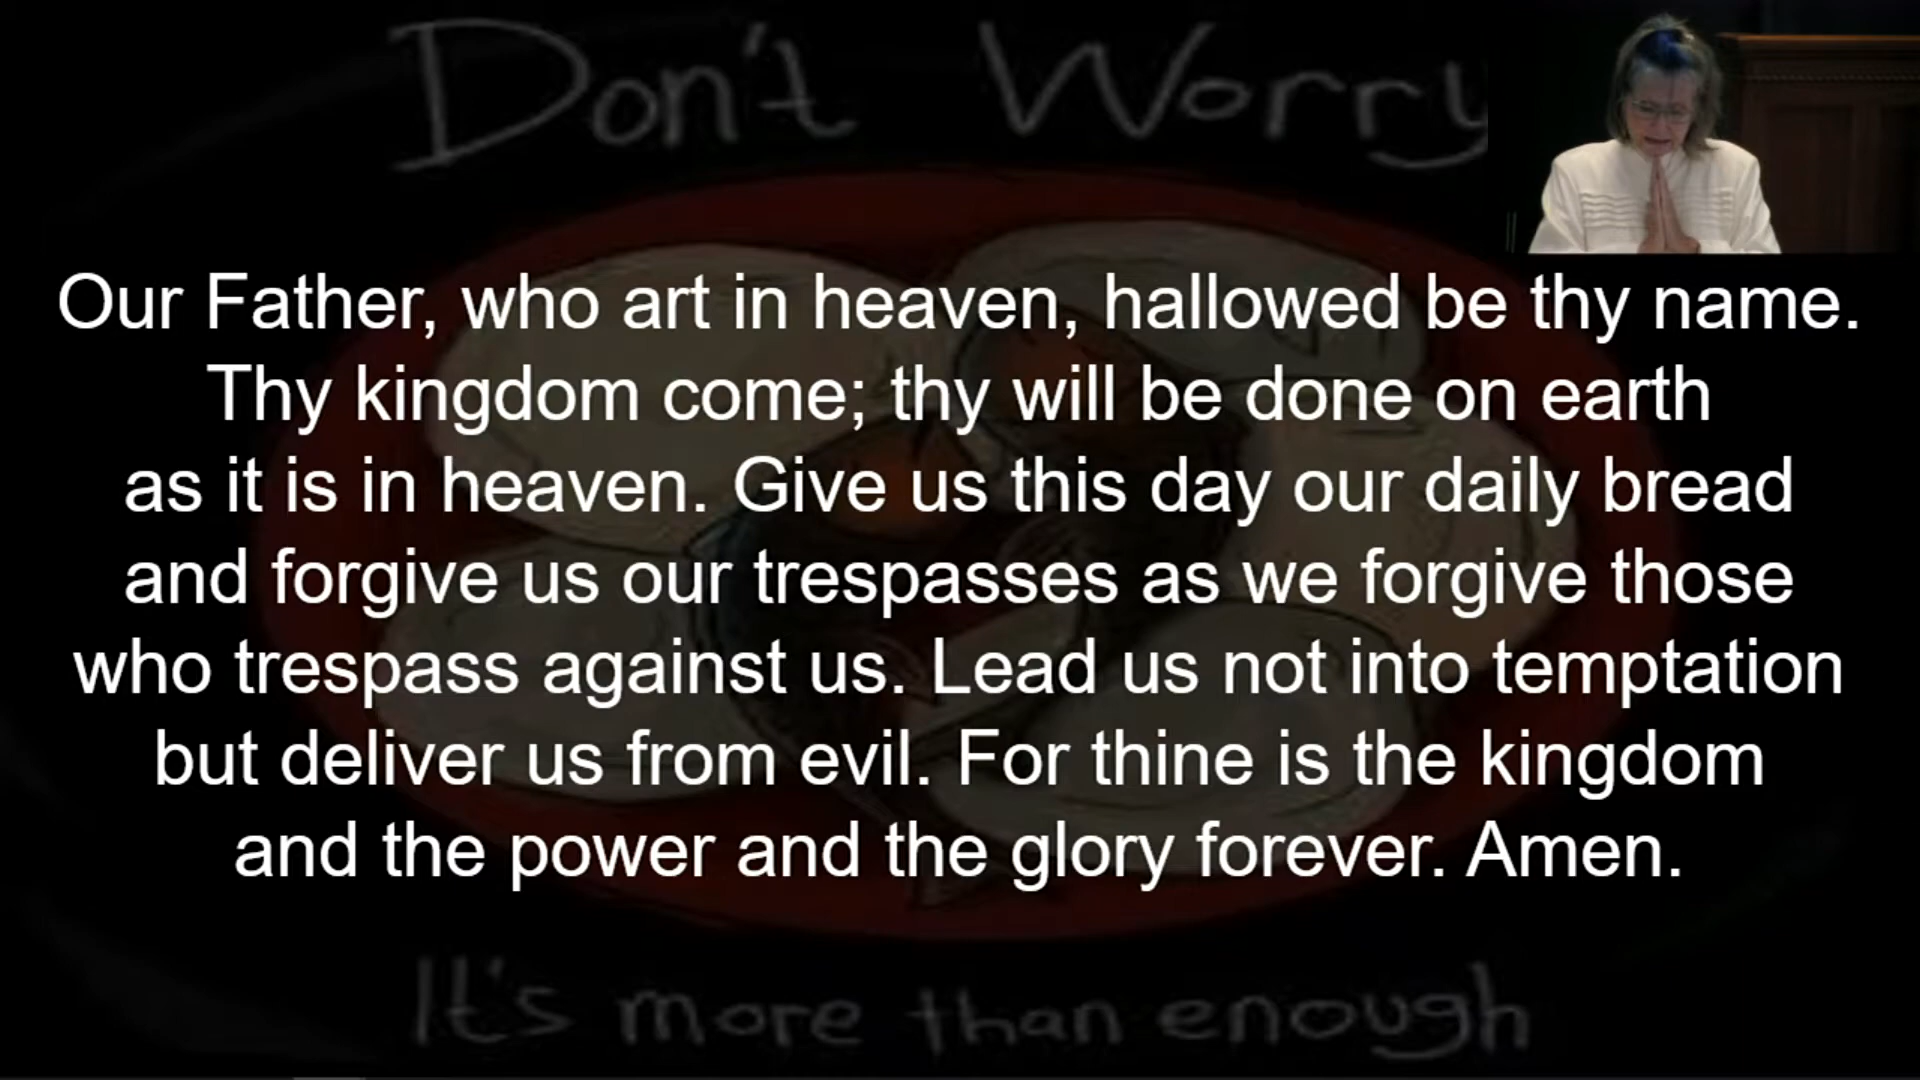 Don't Worry
Our Father, who art in heaven, hallowed be thy name.
Thy kingdom come; thy will be done on earth
as it is in heaven. Give us this day our daily bread
and forgive us our trespasses as we forgive those
who trespass against us. Lead us not into temptation
but deliver us from evil. For thine is the kingdom
and the power and the glory forever. Amen.
It's more than enough